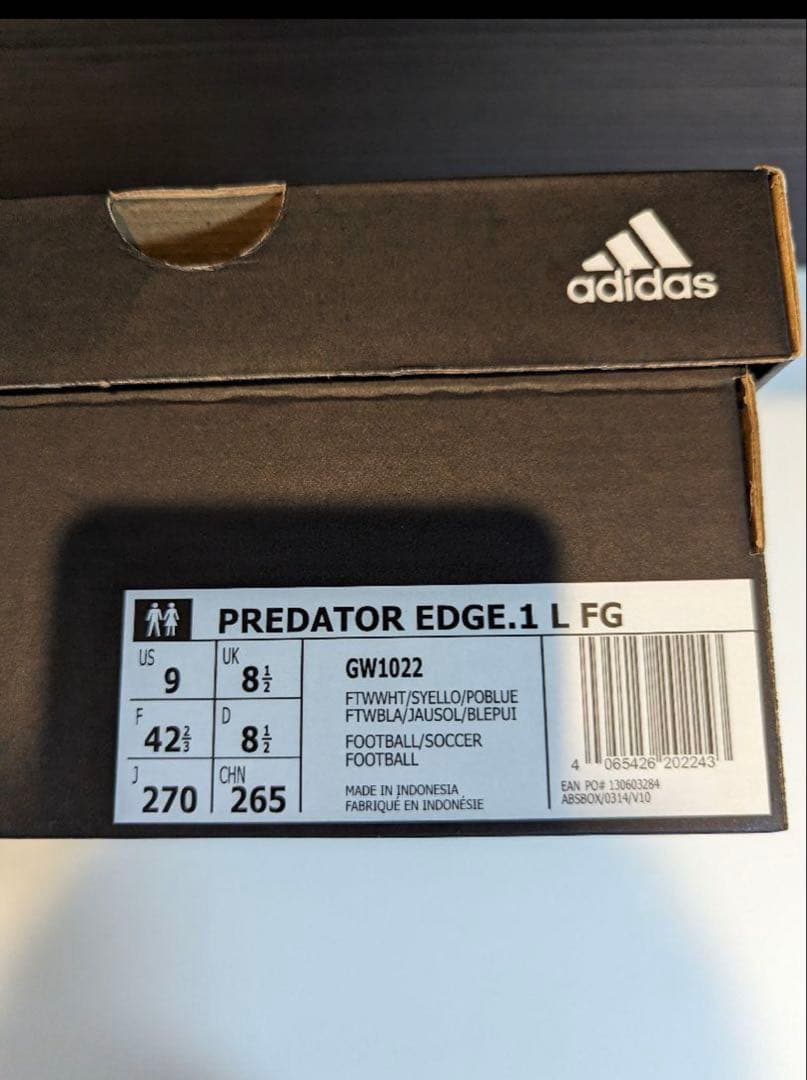 adidas
PREDATOR EDGE.1 L FG
US 9
UK 8½
F 42⅔
D 8½
J 270
CHN 265
GW1022
FTWWHT/SYELLO/POBLUE
FTWBLA/JAUSOL/BLEPUI
FOOTBALL/SOCCER
FOOTBALL
MADE IN INDONESIA
FABRIQUÉ EN INDONÉSIE
4 065426 202243
EAN PO# 130603284
ABSBOX/0314/V10